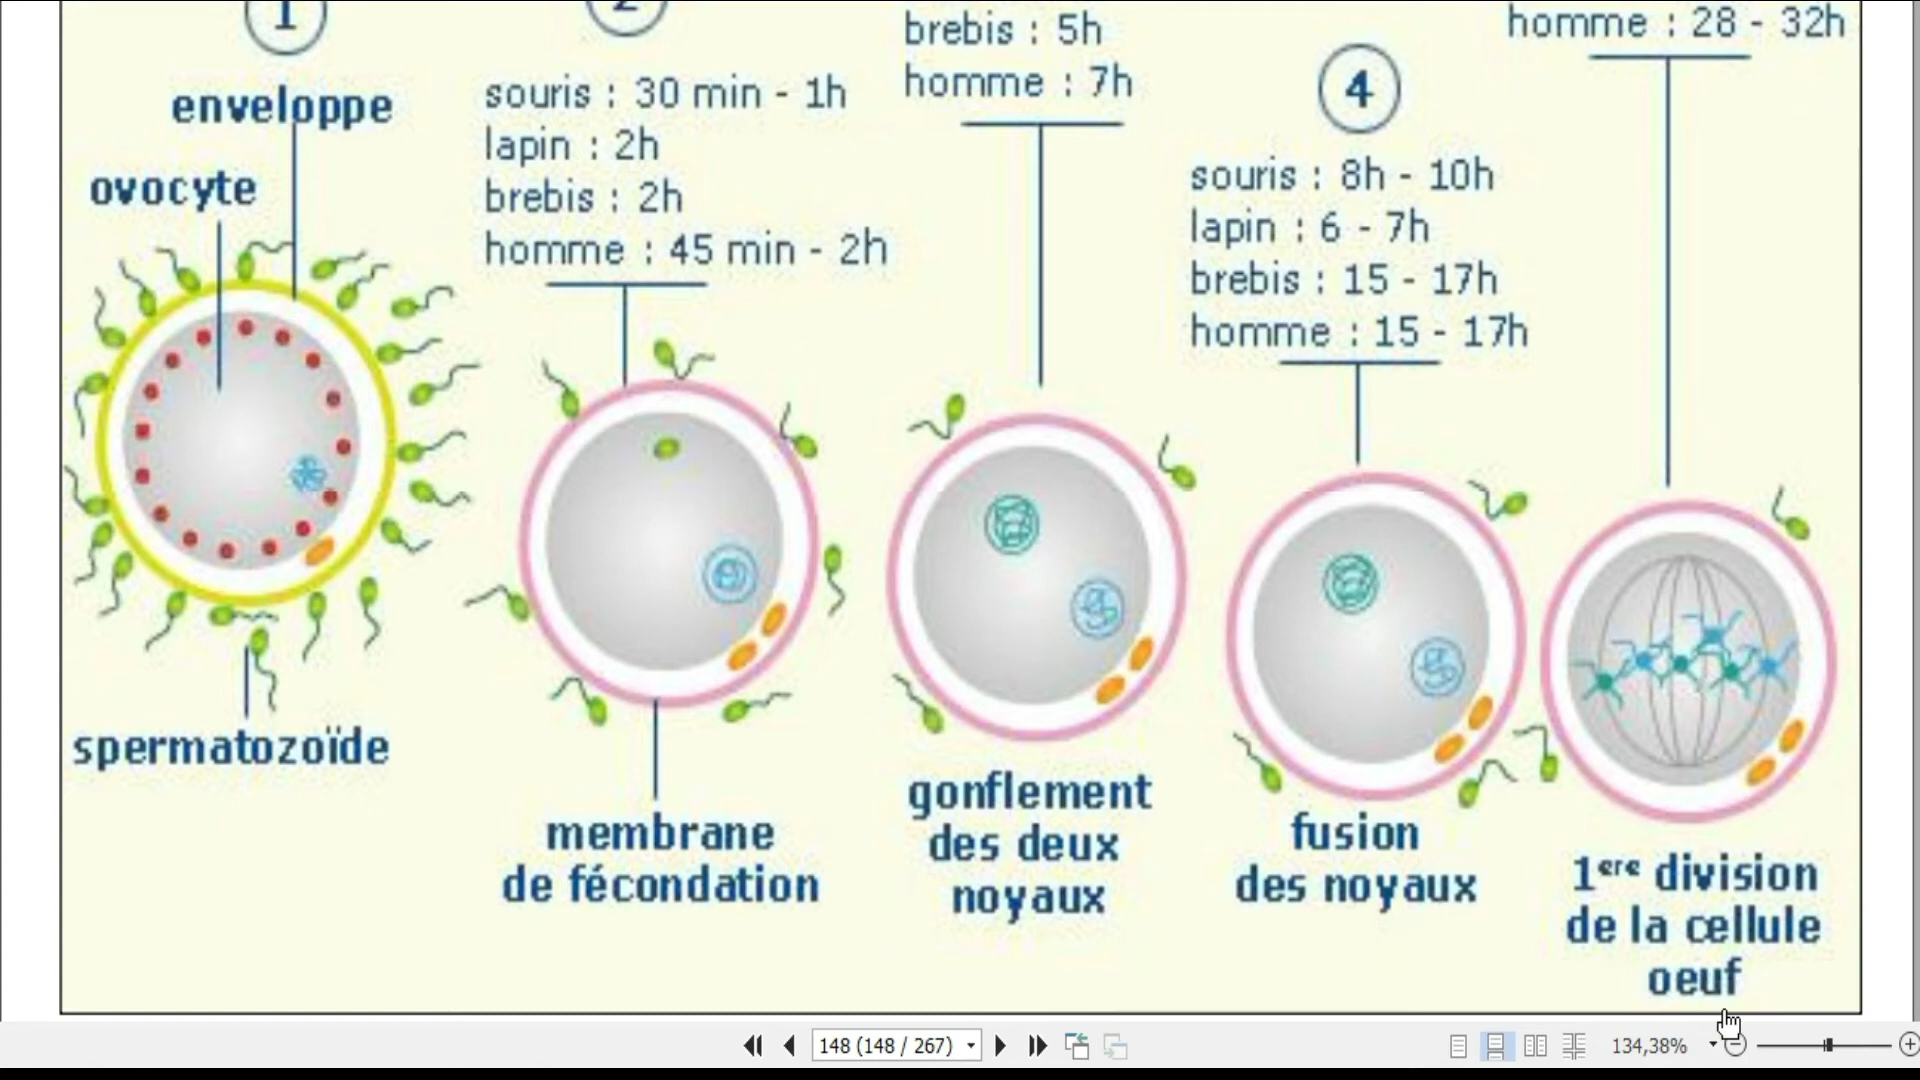 1
enveloppe
ovocyte
spermatozoïde
2
souris : 30 min - 1h
lapin : 2h
brebis : 2h
homme : 45 min - 2h
membrane
de fécondation
brebis : 5h
homme : 7h
gonflement
des deux
noyaux
4
souris : 8h - 10h
lapin : 6 - 7h
brebis : 15 - 17h
homme : 15 - 17h
fusion
des noyaux
homme : 28 - 32h
1ere division
de la cellule
oeuf
148 (148 / 267)
134,38%